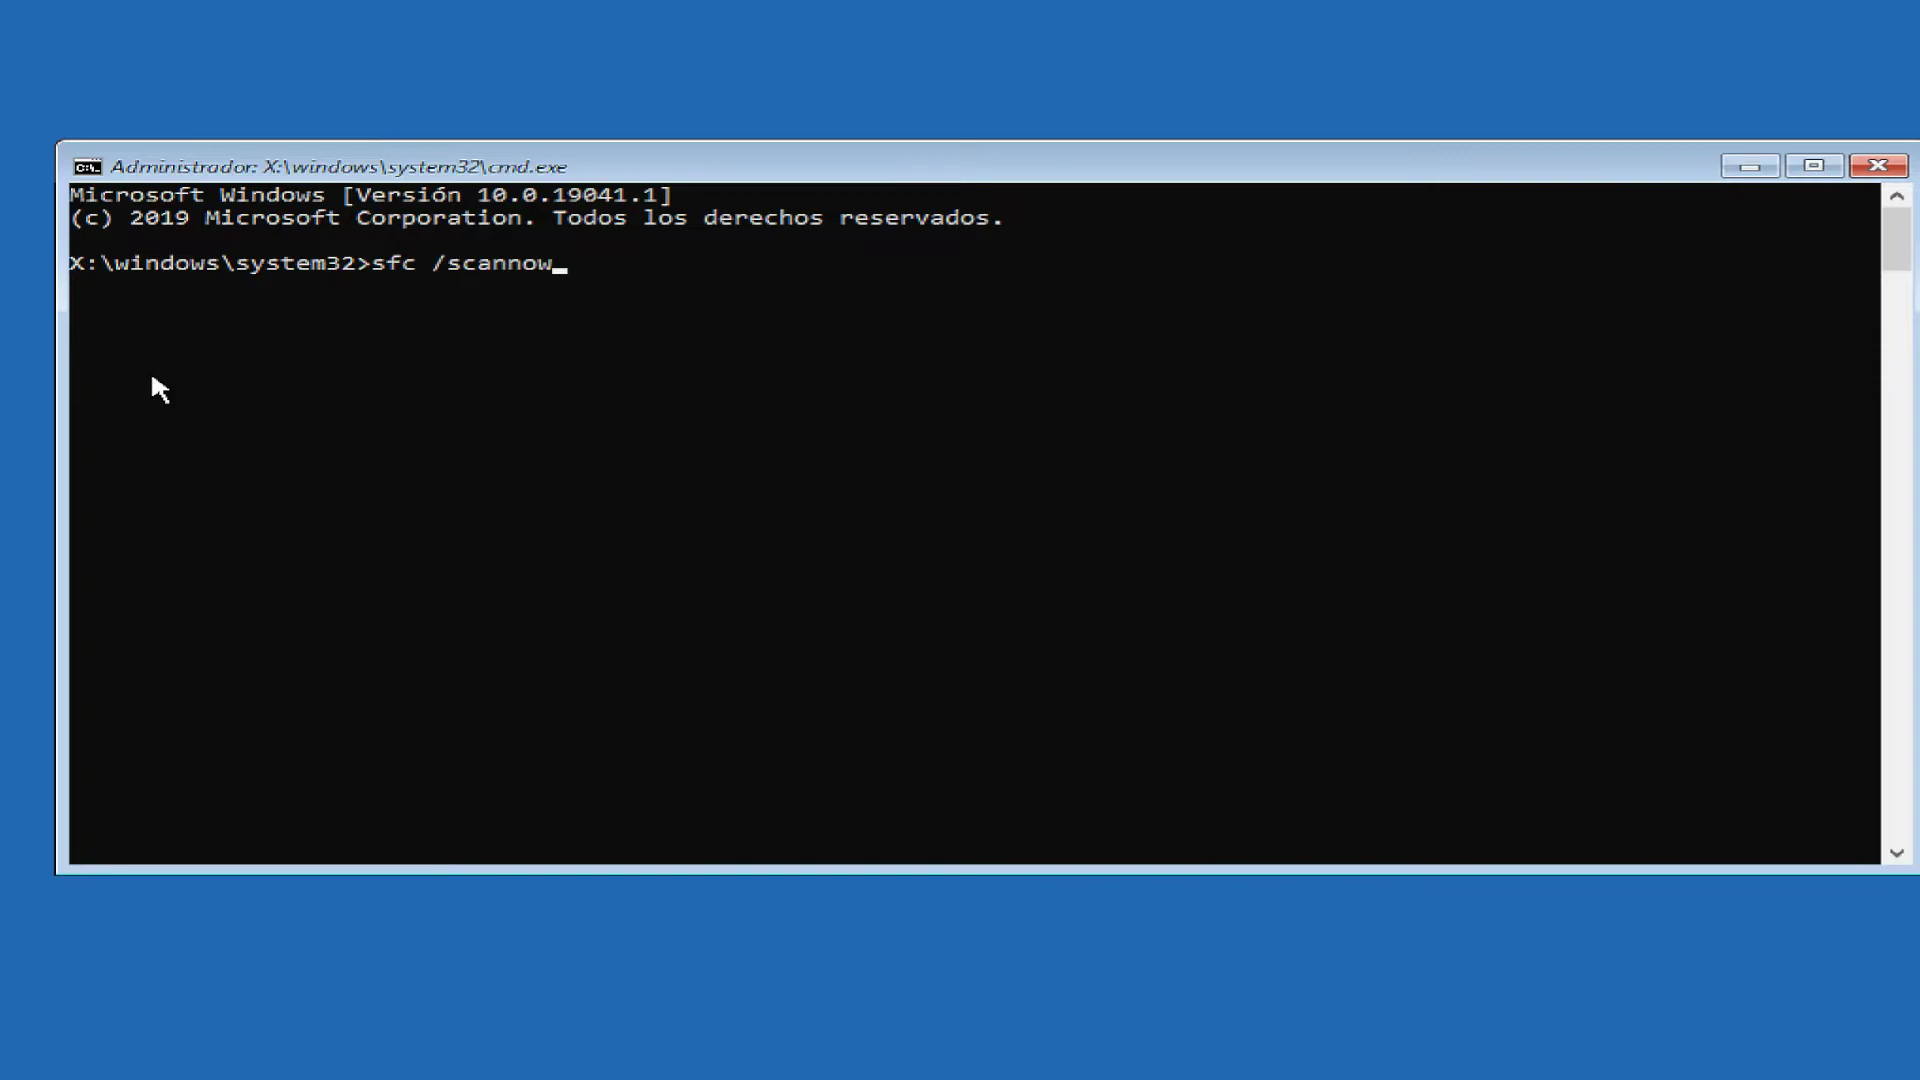 Administrador: X:\windows\system32\cmd.exe
Microsoft Windows [Versión 10.0.19041.1]
(c) 2019 Microsoft Corporation. Todos los derechos reservados.
X:\windows\system32>sfc /scannow_